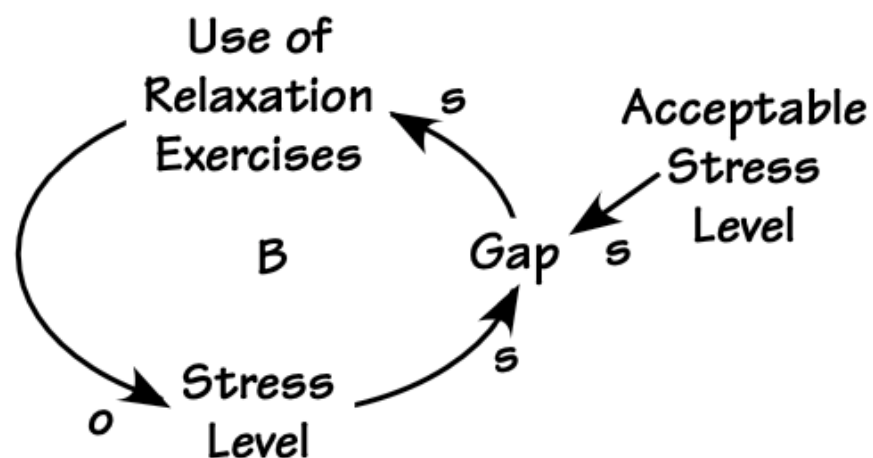 Use of
Relaxation
Exercises
s
Acceptable
Stress
Level
s
Gap
B
s
Stress
Level
o